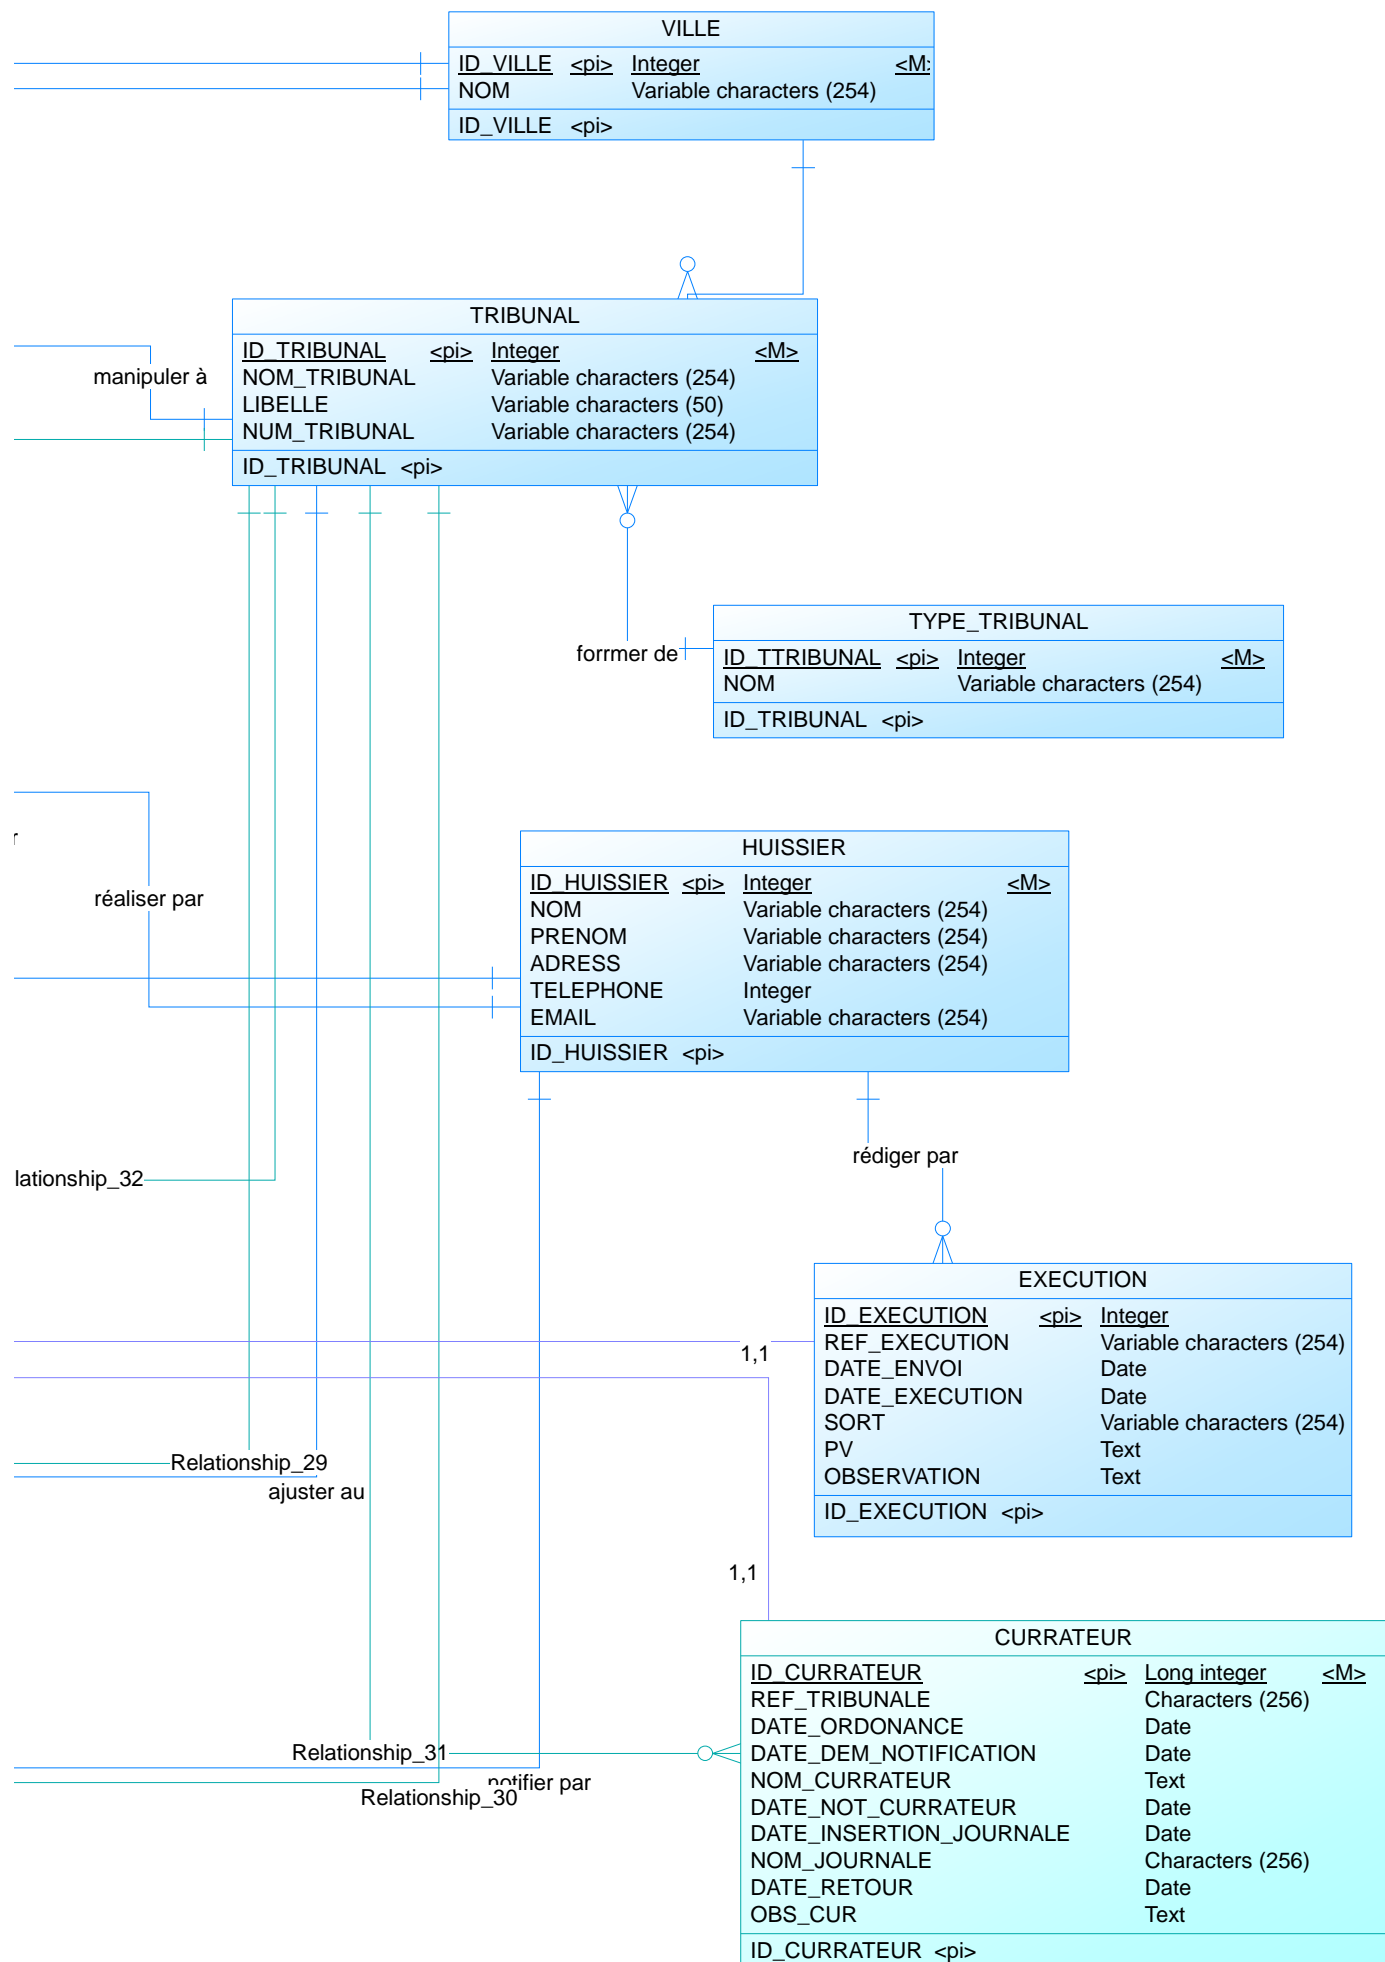 VILLE
ID_VILLE <pi> Integer <M>
NOM Variable characters (254)
ID_VILLE <pi>
TRIBUNAL
ID_TRIBUNAL <pi> Integer <M>
NOM_TRIBUNAL Variable characters (254)
LIBELLE Variable characters (50)
NUM_TRIBUNAL Variable characters (254)
ID_TRIBUNAL <pi>
manipuler à
forrmer de
TYPE_TRIBUNAL
ID_TTRIBUNAL <pi> Integer <M>
NOM Variable characters (254)
ID_TRIBUNAL <pi>
r
réaliser par
HUISSIER
ID_HUISSIER <pi> Integer <M>
NOM Variable characters (254)
PRENOM Variable characters (254)
ADRESS Variable characters (254)
TELEPHONE Integer
EMAIL Variable characters (254)
ID_HUISSIER <pi>
rédiger par
lationship_32
EXECUTION
ID_EXECUTION <pi> Integer
REF_EXECUTION Variable characters (254)
DATE_ENVOI Date
DATE_EXECUTION Date
SORT Variable characters (254)
PV Text
OBSERVATION Text
ID_EXECUTION <pi>
1,1
Relationship_29
ajuster au
1,1
CURRATEUR
ID_CURRATEUR <pi> Long integer <M>
REF_TRIBUNALE Characters (256)
DATE_ORDONANCE Date
DATE_DEM_NOTIFICATION Date
NOM_CURRATEUR Text
DATE_NOT_CURRATEUR Date
DATE_INSERTION_JOURNALE Date
NOM_JOURNALE Characters (256)
DATE_RETOUR Date
OBS_CUR Text
ID_CURRATEUR <pi>
Relationship_31
notifier par
Relationship_30